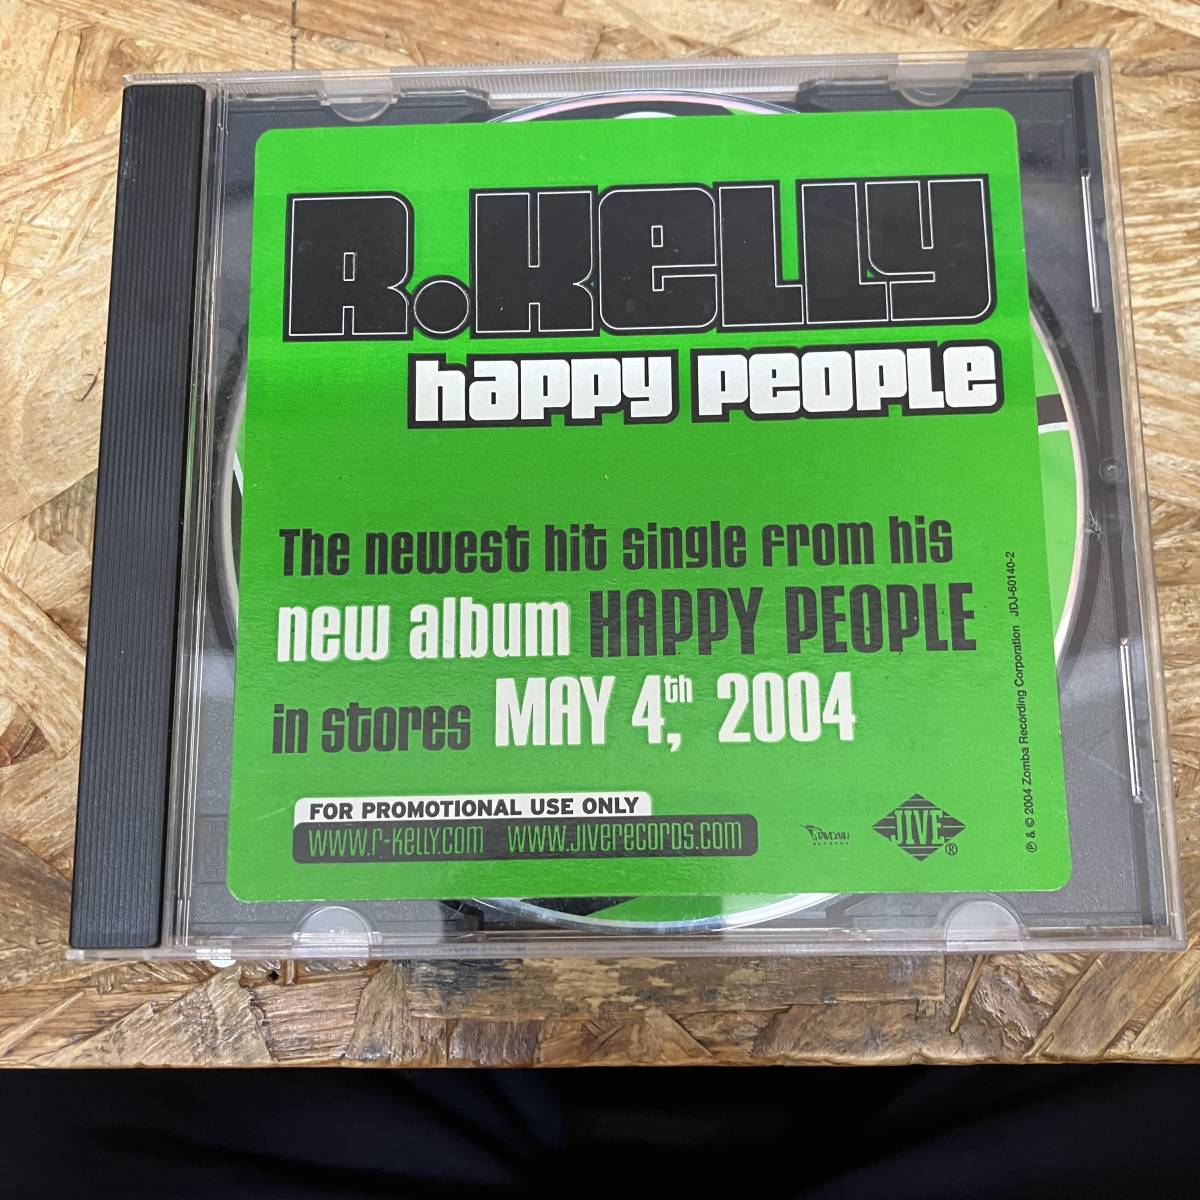 R.Kelly
happy people
The newest hit single from his
new album HAPPY PEOPLE
in stores MAY 4th, 2004
FOR PROMOTIONAL USE ONLY
www.r-kelly.com www.jiverecords.com
JIVE ®
℗ & © 2004 Zomba Recording Corporation JDJ-60140-2